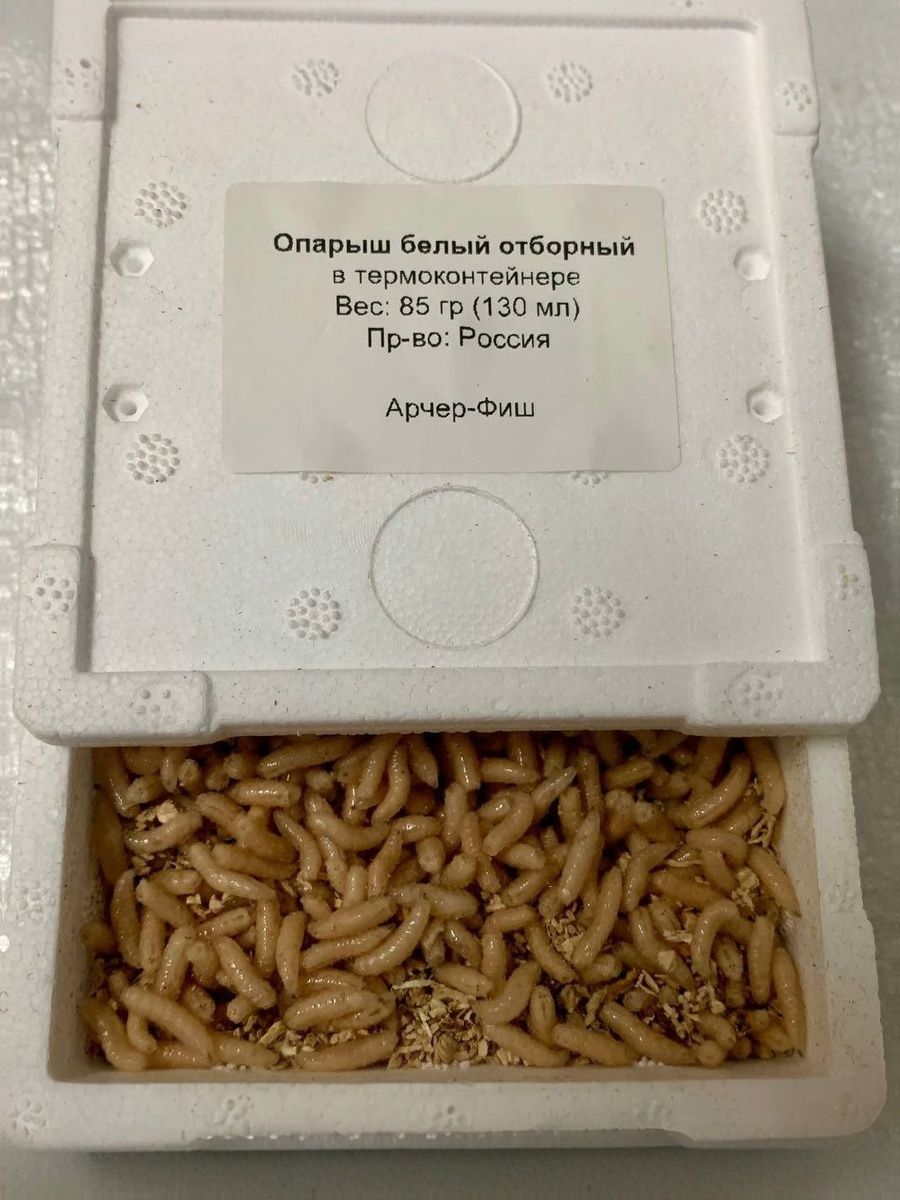 Опарыш белый отборный
в термоконтейнере
Вес: 85 гр (130 мл)
Пр-во: Россия
Арчер-Фиш